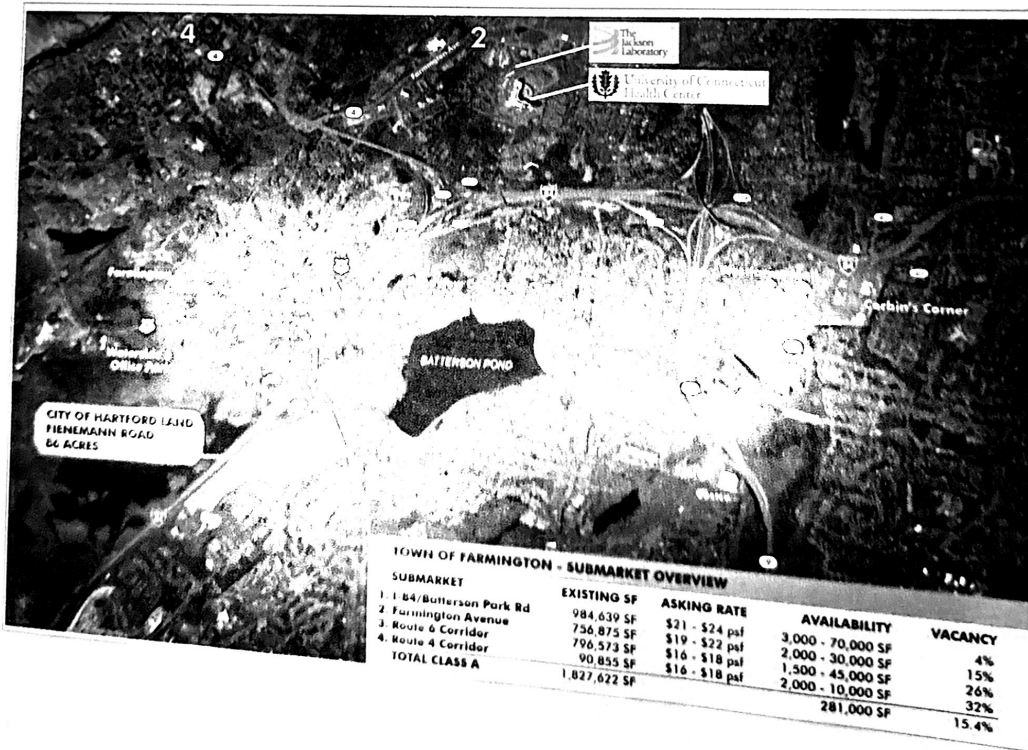 4
2
The
Jackson
Laboratory
University of Connecticut
Health Center
4
Farmington Ave
4
Corbin's Corner
BATTERSON POND
CITY OF HARTFORD LAND
FIENEMANN ROAD
86 ACRES
9
TOWN OF FARMINGTON - SUBMARKET OVERVIEW
SUBMARKET EXISTING SF ASKING RATE AVAILABILITY VACANCY
1. I-84/Batterson Park Rd 984,639 SF $21 - $24 psf 3,000 - 70,000 SF 4%
2. Farmington Avenue 756,875 SF $19 - $22 psf 2,000 - 30,000 SF 15%
3. Route 6 Corridor 796,573 SF $16 - $18 psf 1,500 - 45,000 SF 26%
4. Route 4 Corridor 90,855 SF $16 - $18 psf 2,000 - 10,000 SF 32%
TOTAL CLASS A 1,827,622 SF 281,000 SF 15.4%